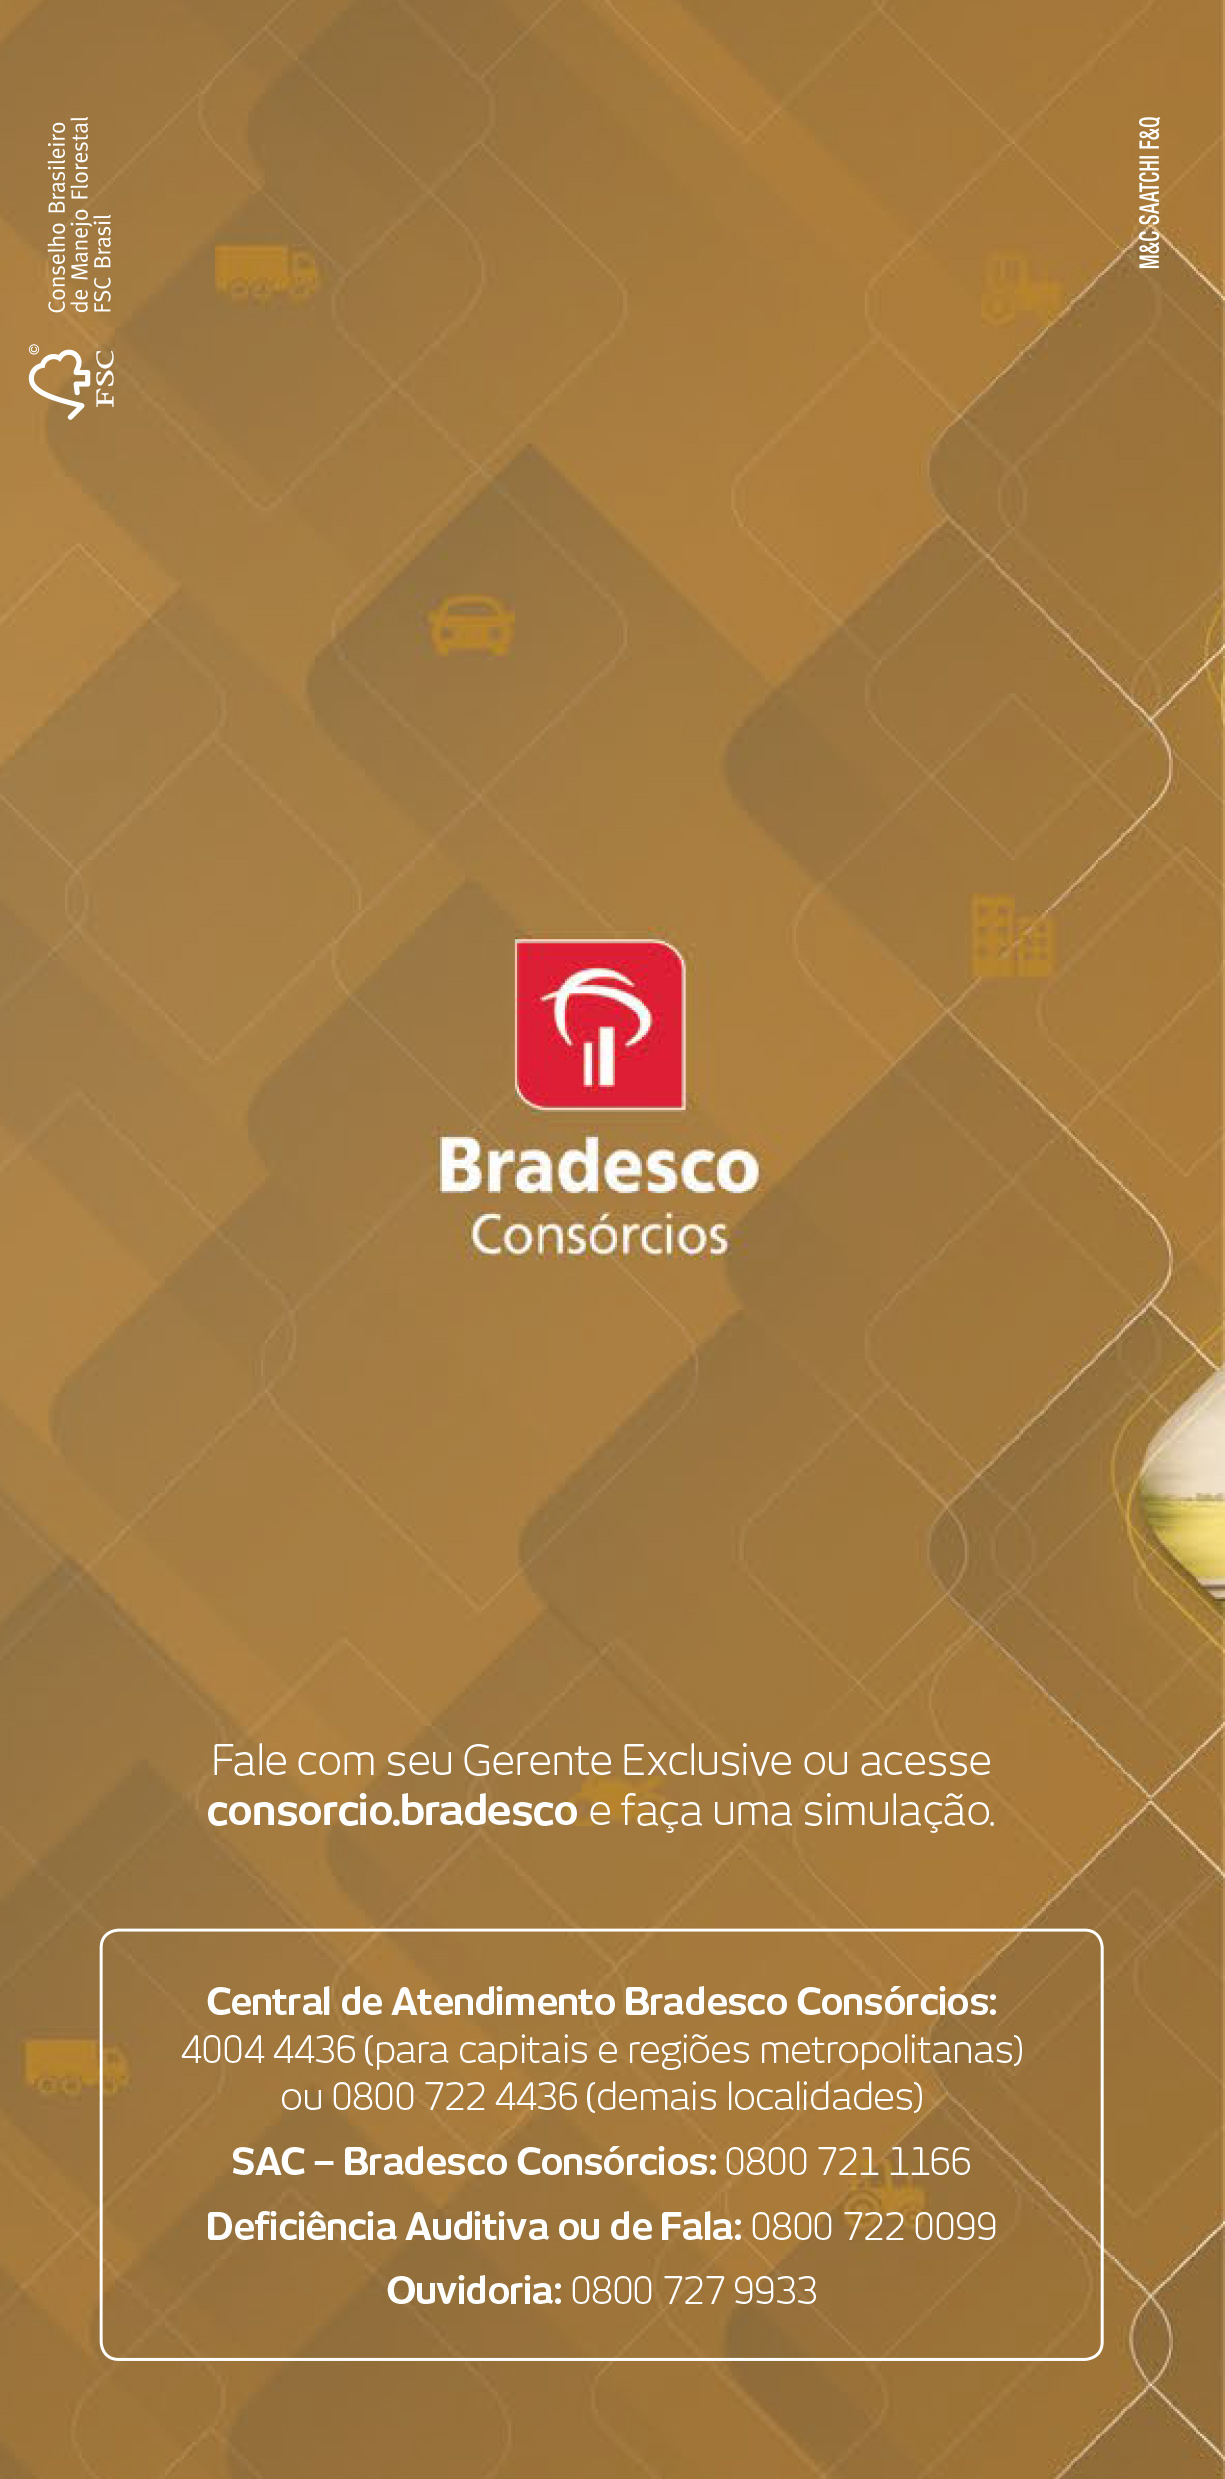 Conselho Brasileiro
de Manejo Florestal
FSC Brasil
©
FSC
M&C SAATCHI F&Q
Bradesco
Consórcios
Fale com seu Gerente Exclusive ou acesse
consorcio.bradesco e faça uma simulação.
Central de Atendimento Bradesco Consórcios:
4004 4436 (para capitais e regiões metropolitanas)
ou 0800 722 4436 (demais localidades)
SAC – Bradesco Consórcios: 0800 721 1166
Deficiência Auditiva ou de Fala: 0800 722 0099
Ouvidoria: 0800 727 9933